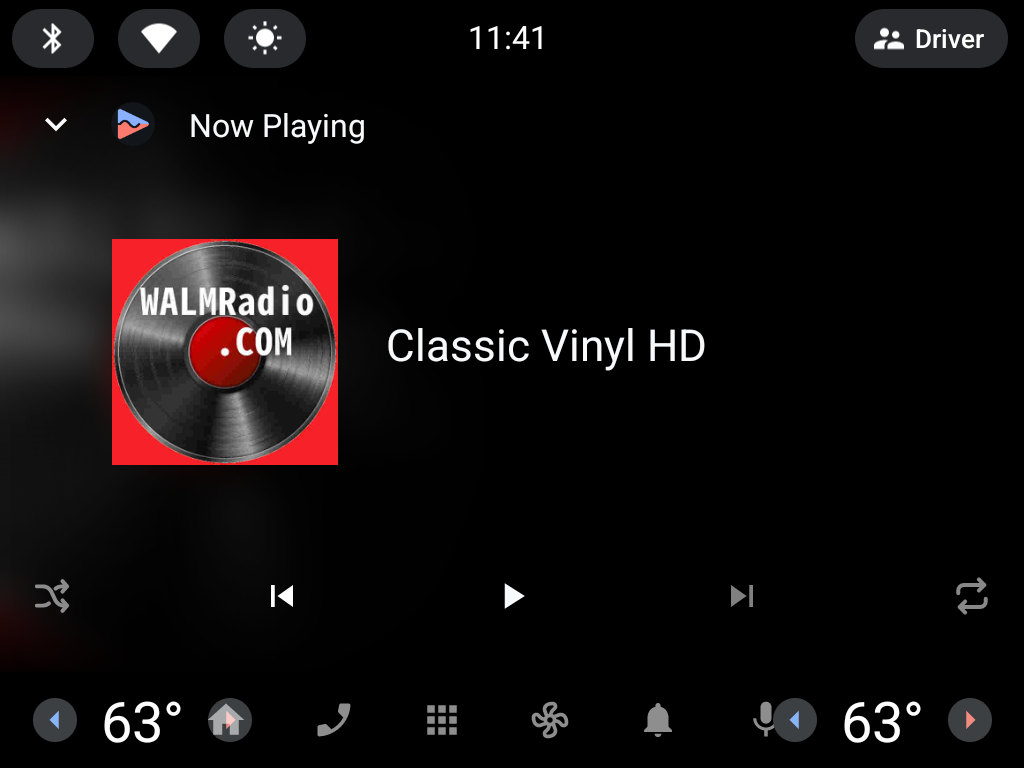 11:41
Driver
Now Playing
WALMRadio
.COM
Classic Vinyl HD
63°
63°